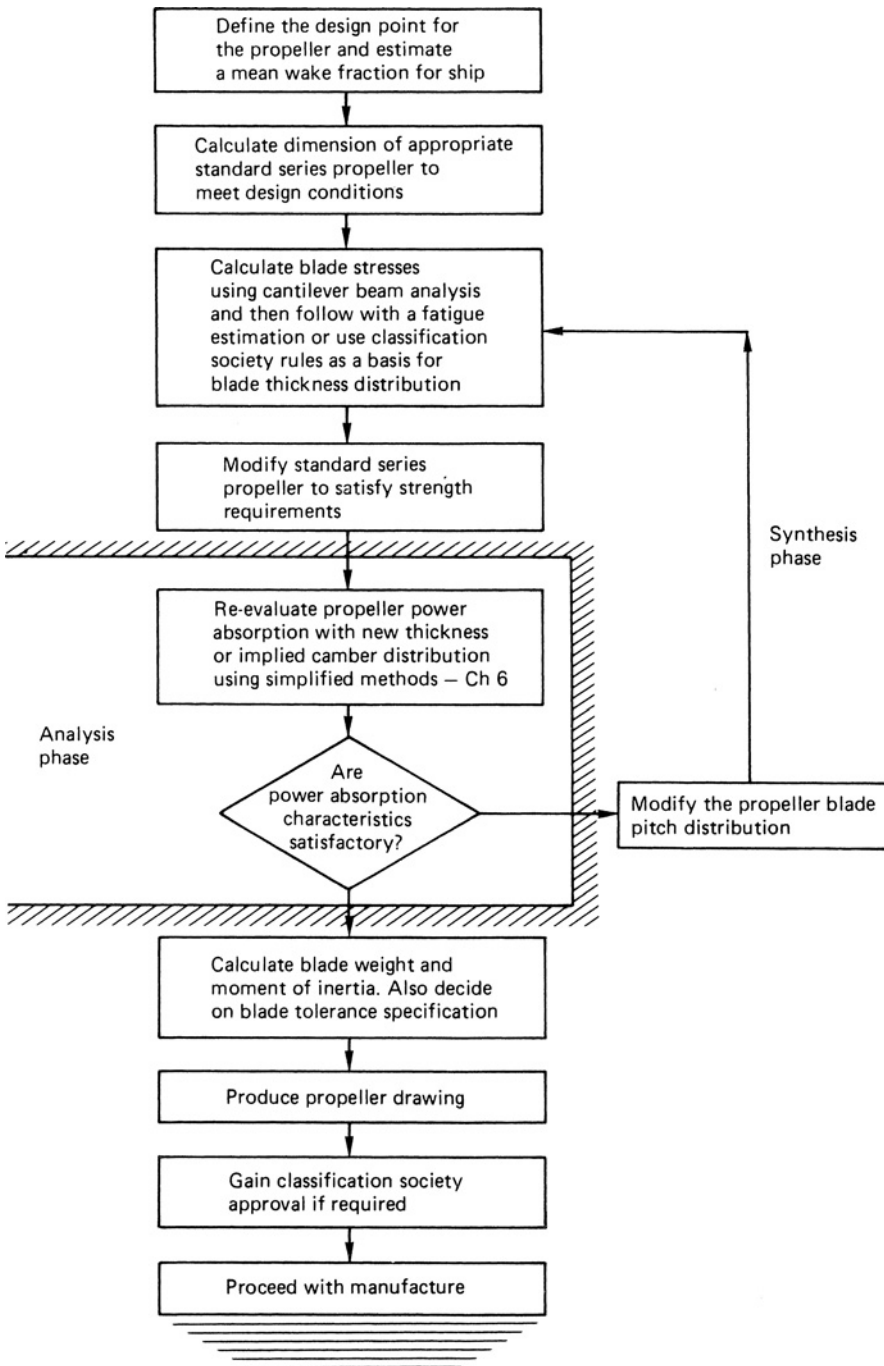 Define the design point for
the propeller and estimate
a mean wake fraction for ship
Calculate dimension of appropriate
standard series propeller to
meet design conditions
Calculate blade stresses
using cantilever beam analysis
and then follow with a fatigue
estimation or use classification
society rules as a basis for
blade thickness distribution
Modify standard series
propeller to satisfy strength
requirements
Synthesis
phase
Re-evaluate propeller power
absorption with new thickness
or implied camber distribution
using simplified methods – Ch 6
Analysis
phase
Are
power absorption
characteristics
satisfactory?
Modify the propeller blade
pitch distribution
Calculate blade weight and
moment of inertia. Also decide
on blade tolerance specification
Produce propeller drawing
Gain classification society
approval if required
Proceed with manufacture